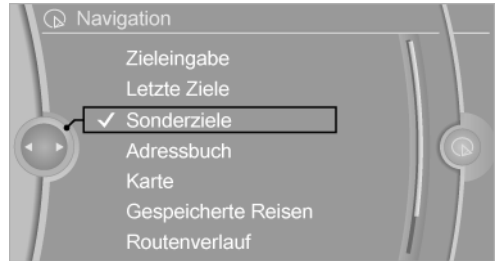 Navigation
Zieleingabe
Letzte Ziele
Sonderziele
Adressbuch
Karte
Gespeicherte Reisen
Routenverlauf